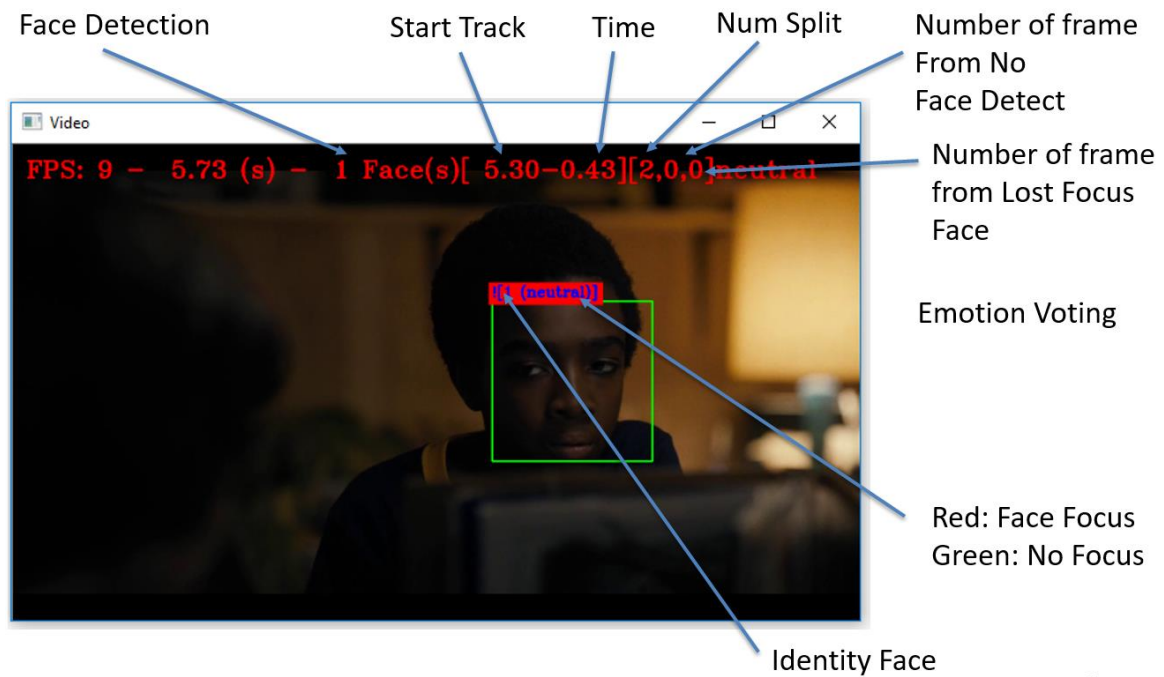 Face Detection
Start Track
Time
Num Split
Number of frame
From No
Face Detect
Video
FPS: 9 - 5.73 (s) - 1 Face(s)[ 5.30-0.43][2,0,0]neutral
Number of frame
from Lost Focus
Face
![1 (neutral)]
Emotion Voting
Red: Face Focus
Green: No Focus
Identity Face